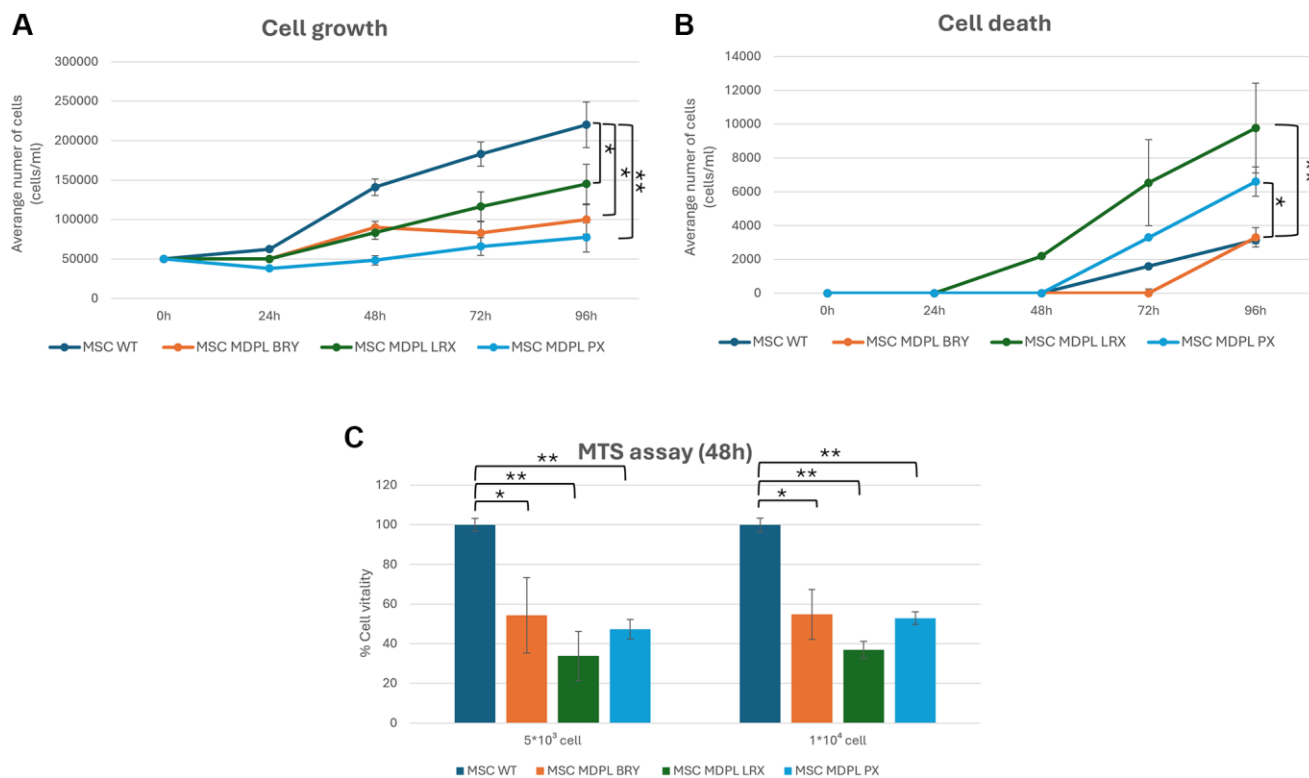 A
Cell growth
Averange numer of cells
(cells/ml)
300000
250000
200000
150000
100000
50000
0
0h 24h 48h 72h 96h
*
*
**
MSC WT MSC MDPL BRY MSC MDPL LRX MSC MDPL PX
B
Cell death
Averange numer of cells
(cells/ml)
14000
12000
10000
8000
6000
4000
2000
0
0h 24h 48h 72h 96h
*
MSC WT MSC MDPL BRY MSC MDPL LRX MSC MDPL PX
C
MTS assay (48h)
% Cell vitality
120
100
80
60
40
20
0
** **
** **
* *
5*10³ cell 1*10⁴ cell
MSC WT MSC MDPL BRY MSC MDPL LRX MSC MDPL PX